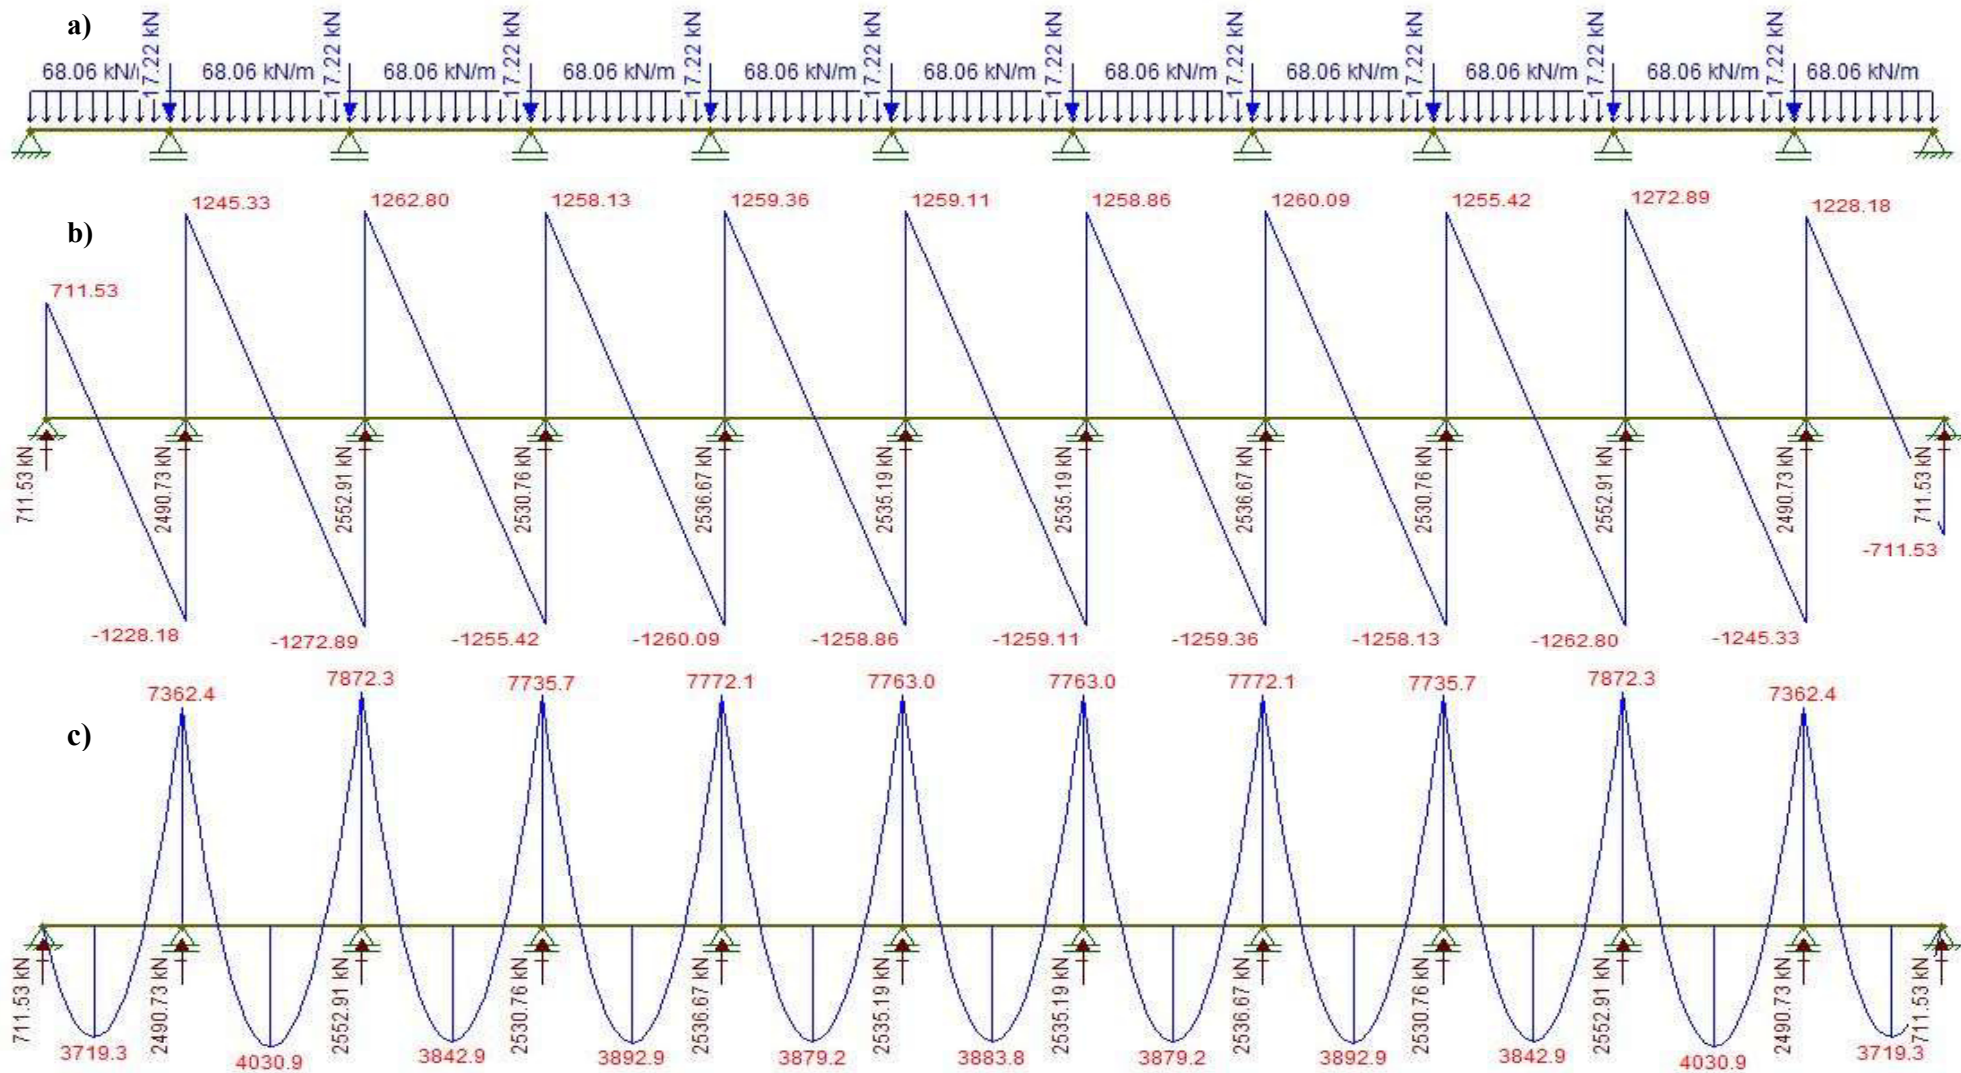 a)
17.22 kN 17.22 kN 17.22 kN 17.22 kN 17.22 kN 17.22 kN 17.22 kN 17.22 kN 17.22 kN 17.22 kN
68.06 kN/ 68.06 kN/m 68.06 kN/m 68.06 kN/m 68.06 kN/m 68.06 kN/m 68.06 kN/m 68.06 kN/m 68.06 kN/m 68.06 kN/m 68.06 kN/m
1245.33 1262.80 1258.13 1259.36 1259.11 1258.86 1260.09 1255.42 1272.89 1228.18
b)
711.53
711.53 kN 2490.73 kN 2552.91 kN 2530.76 kN 2536.67 kN 2535.19 kN 2535.19 kN 2536.67 kN 2530.76 kN 2552.91 kN 2490.73 kN 711.53 kN
-711.53
-1228.18 -1272.89 -1255.42 -1260.09 -1258.86 -1259.11 -1259.36 -1258.13 -1262.80 -1245.33
7362.4 7872.3 7735.7 7772.1 7763.0 7763.0 7772.1 7735.7 7872.3 7362.4
c)
711.53 kN 2490.73 kN 2552.91 kN 2530.76 kN 2536.67 kN 2535.19 kN 2535.19 kN 2536.67 kN 2530.76 kN 2552.91 kN 2490.73 kN 711.53 kN
3719.3 4030.9 3842.9 3892.9 3879.2 3883.8 3879.2 3892.9 3842.9 4030.9 3719.3